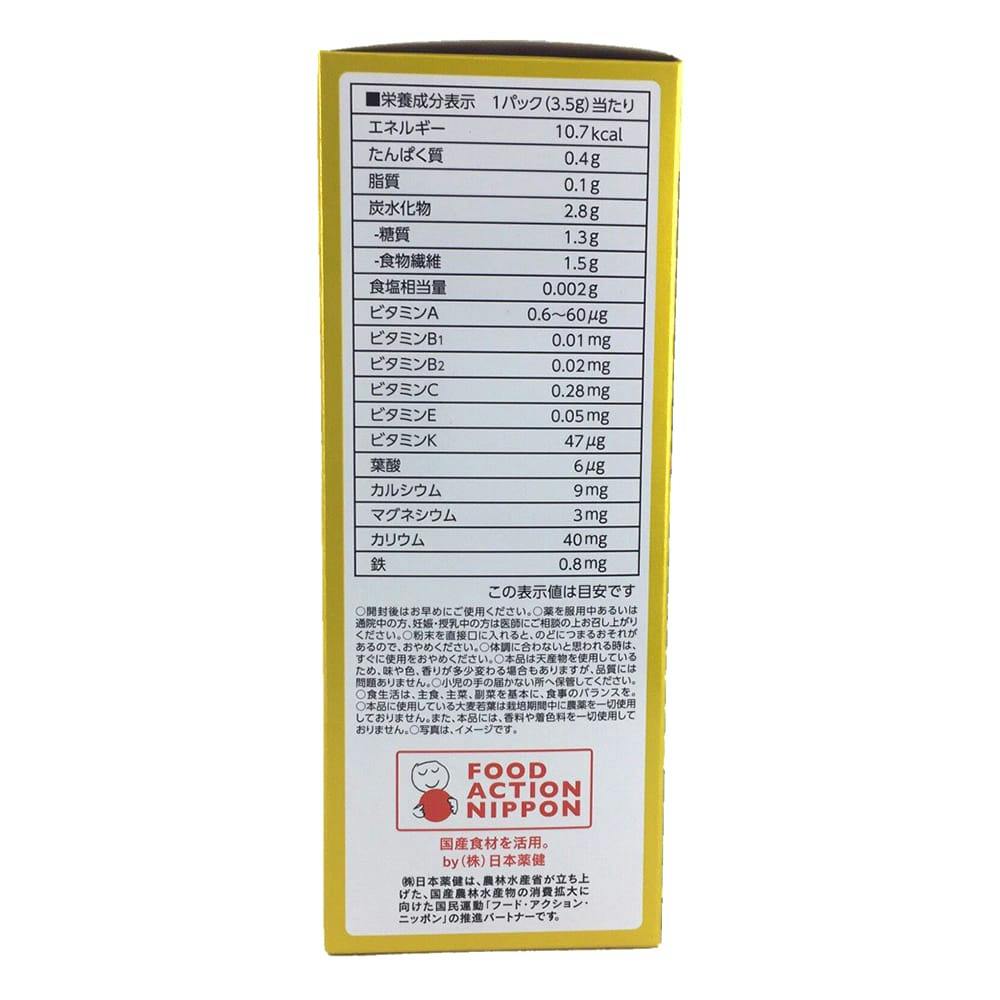 ■栄養成分表示 1パック(3.5g)当たり
エネルギー 10.7kcal
たんぱく質 0.4g
脂質 0.1g
炭水化物 2.8g
-糖質 1.3g
-食物繊維 1.5g
食塩相当量 0.002g
ビタミンA 0.6〜60μg
ビタミンB1 0.01mg
ビタミンB2 0.02mg
ビタミンC 0.28mg
ビタミンE 0.05mg
ビタミンK 47μg
葉酸 6μg
カルシウム 9mg
マグネシウム 3mg
カリウム 40mg
鉄 0.8mg
この表示値は目安です
○開封後はお早めにご使用ください。○薬を服用中あるいは
通院中の方、妊娠・授乳中の方は医師にご相談の上お召し上がり
ください。○粉末を直接口に入れると、のどにつまるおそれが
あるので、おやめください。○体調に合わないと思われる時は、
すぐに使用をおやめください。○本品は天産物を使用している
ため、味や色、香りが多少変わる場合もありますが、品質には
問題ありません。○小児の手の届かない所へ保管してください。
○食生活は、主食、主菜、副菜を基本に、食事のバランスを。
○本品に使用している大麦若葉は栽培期間中に農薬を一切使用
しておりません。また、本品には、香料や着色料を一切使用して
おりません。○写真は、イメージです。
FOOD
ACTION
NIPPON
国産食材を活用。
by(株)日本薬健
㈱日本薬健は、農林水産省が立ち上
げた、国産農林水産物の消費拡大に
向けた国民運動「フード・アクション・
ニッポン」の推進パートナーです。